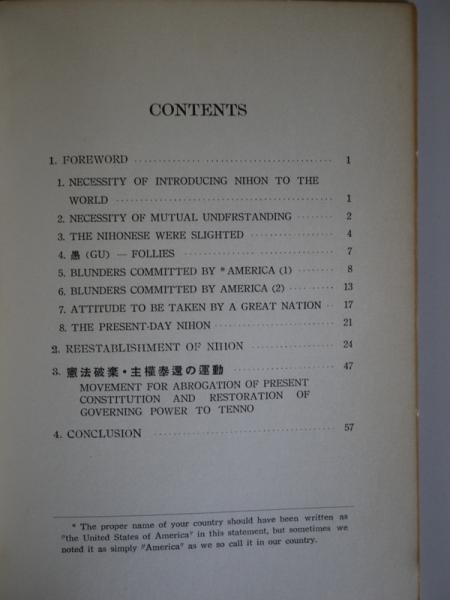 CONTENTS
1. FOREWORD 1
1. NECESSITY OF INTRODUCING NIHON TO THE
WORLD 1
2. NECESSITY OF MUTUAL UNDFRSTANDING 2
3. THE NIHONESE WERE SLIGHTED 4
4. 愚 (GU) — FOLLIES 7
5. BLUNDERS COMMITTED BY * AMERICA (1) 8
6. BLUNDERS COMMITTED BY AMERICA (2) 13
7. ATTITUDE TO BE TAKEN BY A GREAT NATION 17
8. THE PRESENT-DAY NIHON 21
2. REESTABLISHMENT OF NIHON 24
3. 憲法破棄・主權奉還の運動 47
MOVEMENT FOR ABROGATION OF PRESENT
CONSTITUTION AND RESTORATION OF
GOVERNING POWER TO TENNO
4. CONCLUSION 57
* The proper name of your country should have been written as
"the United States of America" in this statement, but sometimes we
noted it as simply "America" as we so call it in our country.